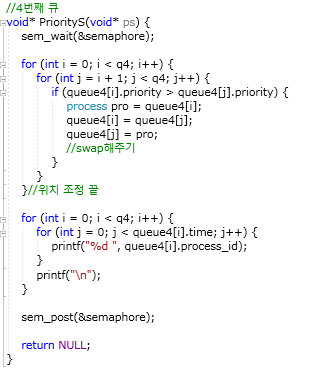 //4번째 큐
void* PriorityS(void* ps) {
sem_wait(&semaphore);
for (int i = 0; i < q4; i++) {
for (int j = i + 1; j < q4; j++) {
if (queue4[i].priority > queue4[j].priority) {
process pro = queue4[i];
queue4[i] = queue4[j];
queue4[j] = pro;
//swap해주기
}
}
}//위치 조정 끝
for (int i = 0; i < q4; i++) {
for (int j = 0; j < queue4[i].time; j++) {
printf("%d ", queue4[i].process_id);
}
printf("\n");
}
sem_post(&semaphore);
return NULL;
}